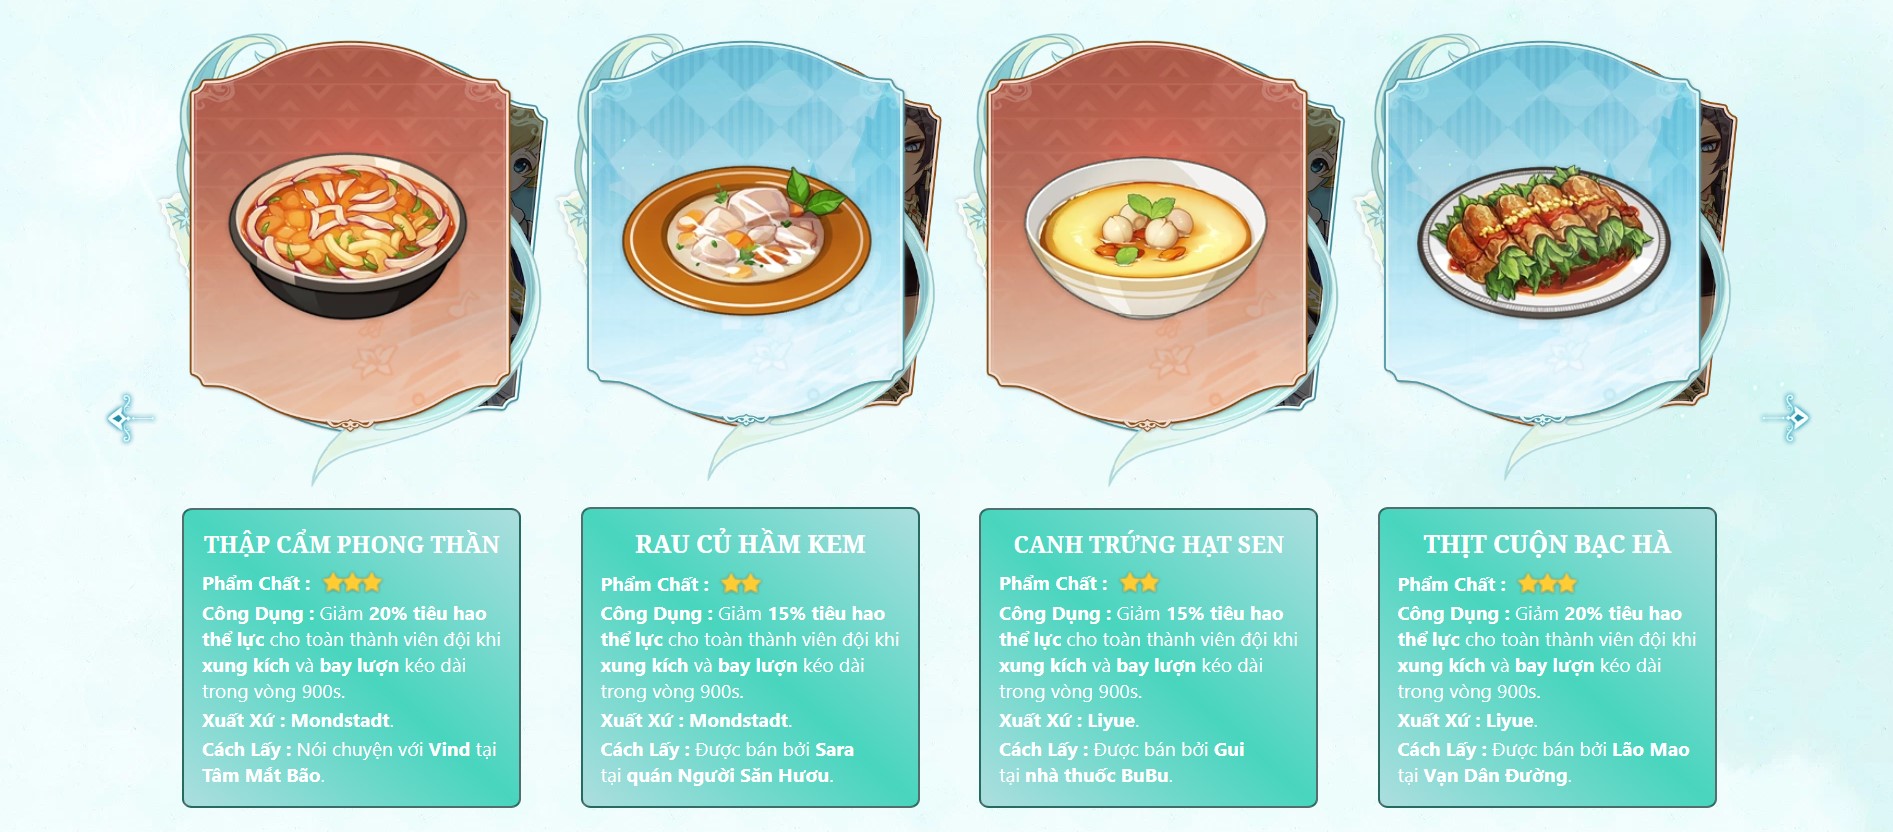 THẬP CẨM PHONG THẦN
Phẩm Chất :
Công Dụng : Giảm 20% tiêu hao
thể lực cho toàn thành viên đội khi
xung kích và bay lượn kéo dài
trong vòng 900s.
Xuất Xứ : Mondstadt.
Cách Lấy : Nói chuyện với Vind tại
Tâm Mắt Bão.
RAU CỦ HẦM KEM
Phẩm Chất :
Công Dụng : Giảm 15% tiêu hao
thể lực cho toàn thành viên đội khi
xung kích và bay lượn kéo dài
trong vòng 900s.
Xuất Xứ : Mondstadt.
Cách Lấy : Được bán bởi Sara
tại quán Người Săn Hươu.
CANH TRỨNG HẠT SEN
Phẩm Chất :
Công Dụng : Giảm 15% tiêu hao
thể lực cho toàn thành viên đội khi
xung kích và bay lượn kéo dài
trong vòng 900s.
Xuất Xứ : Liyue.
Cách Lấy : Được bán bởi Gui
tại nhà thuốc BuBu.
THỊT CUỘN BẠC HÀ
Phẩm Chất :
Công Dụng : Giảm 20% tiêu hao
thể lực cho toàn thành viên đội khi
xung kích và bay lượn kéo dài
trong vòng 900s.
Xuất Xứ : Liyue.
Cách Lấy : Được bán bởi Lão Mao
tại Vạn Dân Đường.